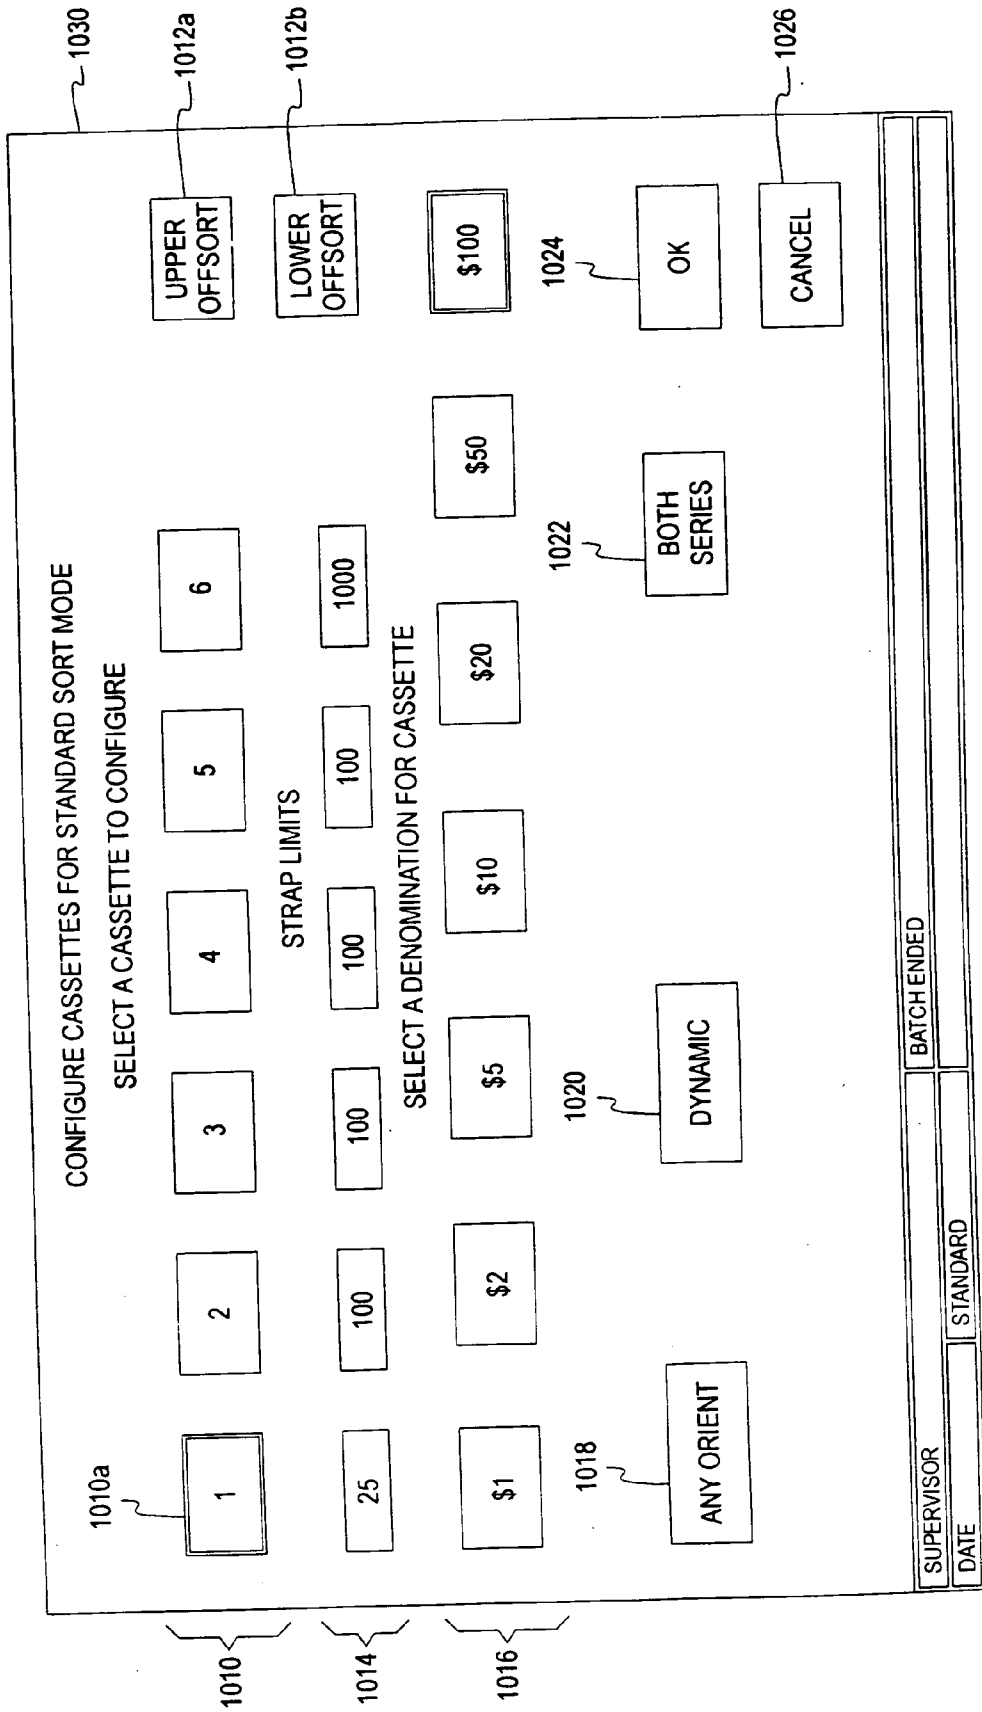 1030
CONFIGURE CASSETTES FOR STANDARD SORT MODE
SELECT A CASSETTE TO CONFIGURE
1010a
1010
1
2
3
4
5
6
UPPER
OFFSORT
1012a
STRAP LIMITS
LOWER
OFFSORT
1012b
1014
25
100
100
100
100
1000
SELECT A DENOMINATION FOR CASSETTE
1016
$1
$2
$5
$10
$20
$50
$100
1018
1020
1022
1024
ANY ORIENT
DYNAMIC
BOTH
SERIES
OK
CANCEL
1026
SUPERVISOR
BATCH ENDED
DATE
STANDARD